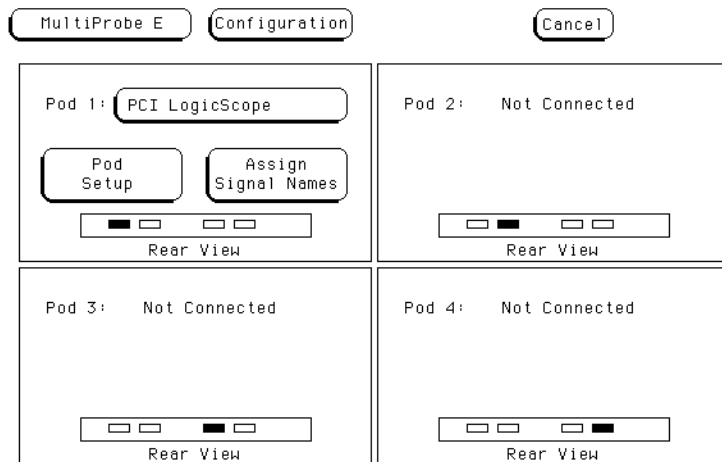 MultiProbe E
Configuration
Cancel
Pod 1:
PCI LogicScope
Pod
Setup
Assign
Signal Names
Rear View
Pod 2: Not Connected
Rear View
Pod 3: Not Connected
Rear View
Pod 4: Not Connected
Rear View